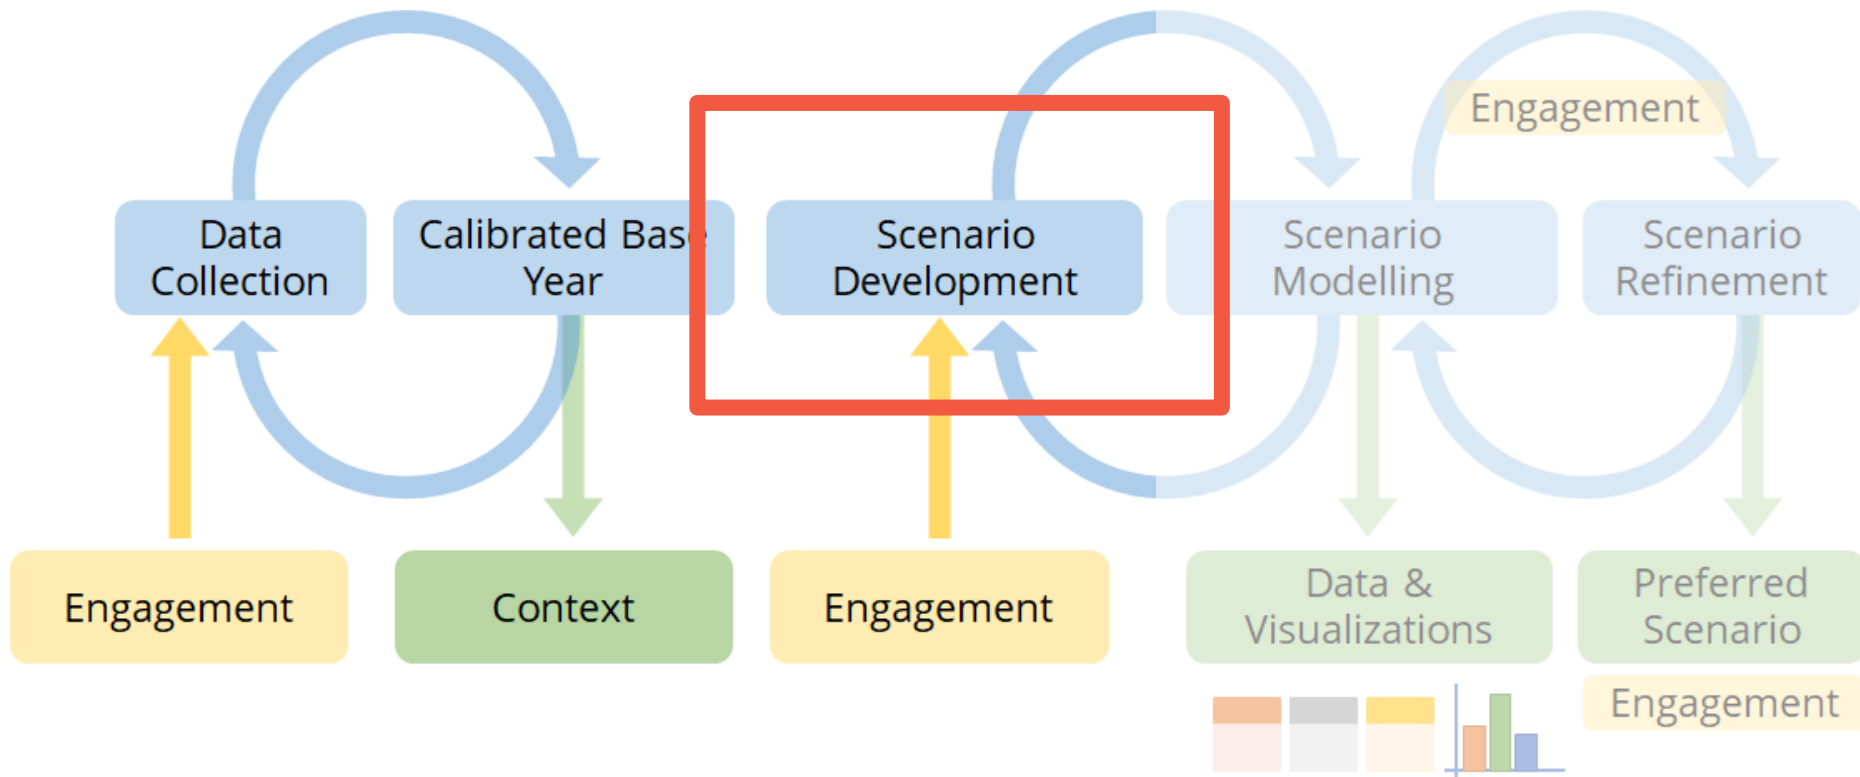 Engagement
Data
Collection
Calibrated Base
Year
Scenario
Development
Scenario
Modelling
Scenario
Refinement
Engagement
Context
Engagement
Data &
Visualizations
Preferred
Scenario
Engagement